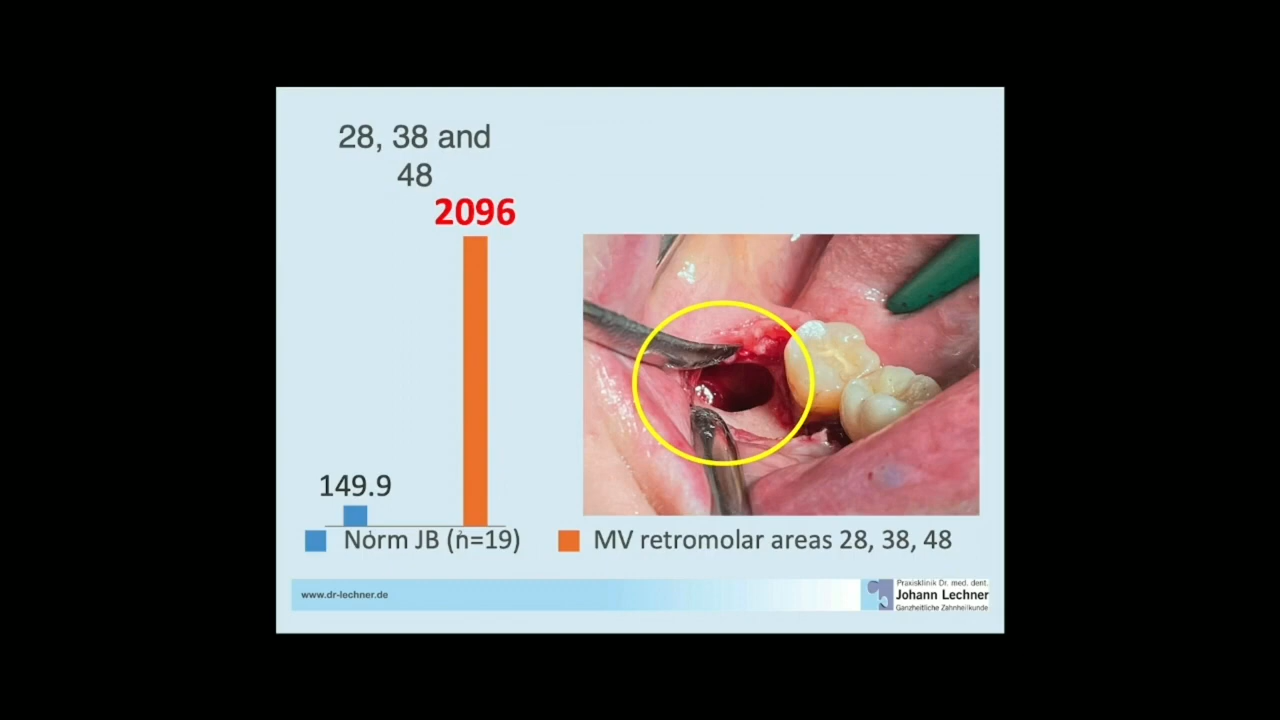 28, 38 and
48
2096
149.9
Norm JB (n=19)
MV retromolar areas 28, 38, 48
www.dr-lechner.de
Praxisklinik Dr. med. dent.
Johann Lechner
Ganzheitliche Zahnheilkunde